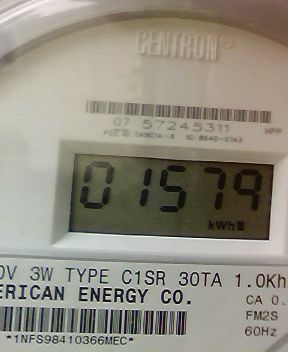 CENTRON®
07 57245311 HPP
01579
kWh
0V 3W TYPE C1SR 30TA 1.0Kh
ERICAN ENERGY CO. CA 0.
FM2S
60Hz
*1NFS98410366MEC*